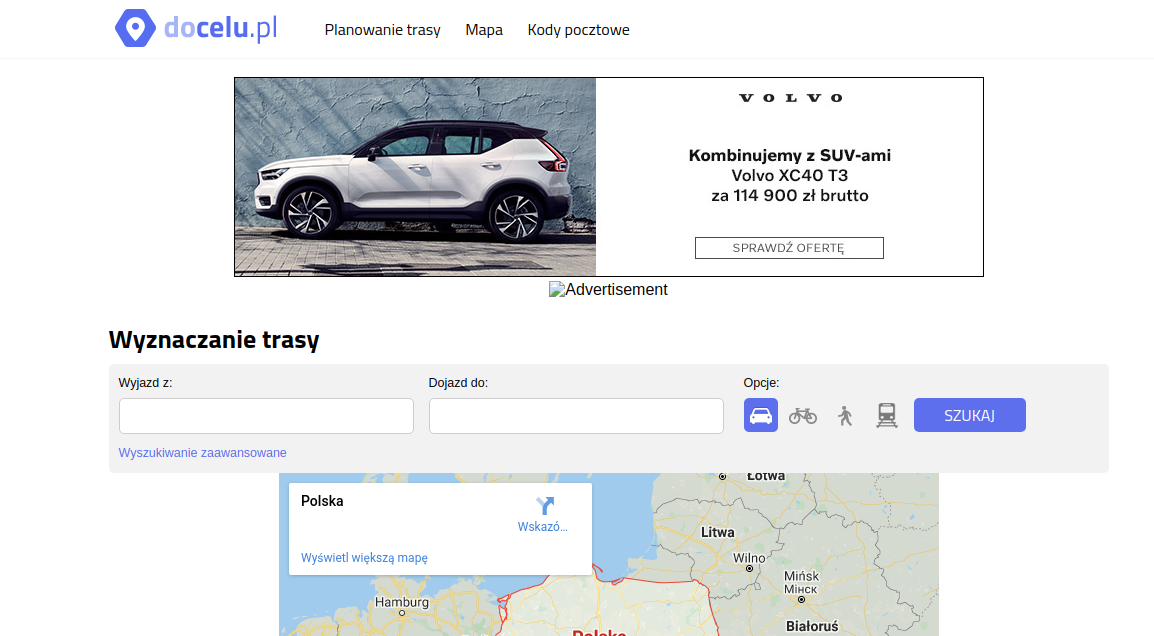 docelu.pl
Planowanie trasy
Mapa
Kody pocztowe
VOLVO
Kombinujemy z SUV-ami
Volvo XC40 T3
za 114 900 zł brutto
SPRAWDŹ OFERTĘ
Advertisement
Wyznaczanie trasy
Wyjazd z:
Dojazd do:
Opcje:
SZUKAJ
Wyszukiwanie zaawansowane
Polska
Wskazó...
Wyświetl większą mapę
Łotwa
Litwa
Wilno
Mińsk
Мінск
Hamburg
Białoruś
Polska